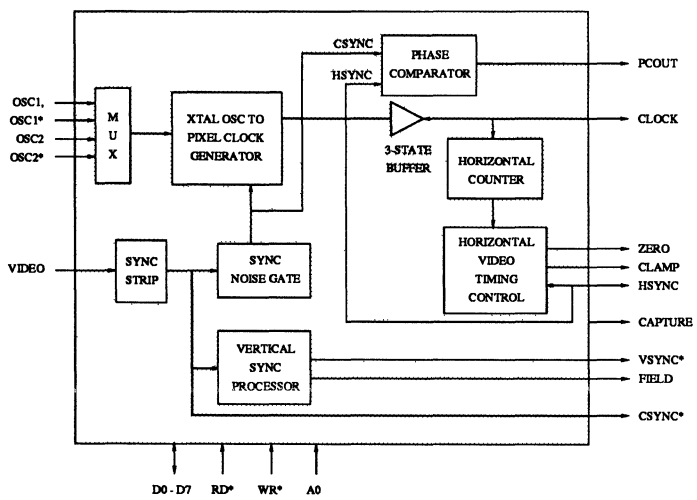 CSYNC
HSYNC
PHASE
COMPARATOR
PCOUT
OSC1,
OSC1*
OSC2
OSC2*
M
U
X
XTAL OSC TO
PIXEL CLOCK
GENERATOR
3-STATE
BUFFER
CLOCK
HORIZONTAL
COUNTER
VIDEO
SYNC
STRIP
SYNC
NOISE GATE
HORIZONTAL
VIDEO
TIMING
CONTROL
ZERO
CLAMP
HSYNC
CAPTURE
VERTICAL
SYNC
PROCESSOR
VSYNC*
FIELD
CSYNC*
D0 - D7
RD*
WR*
A0